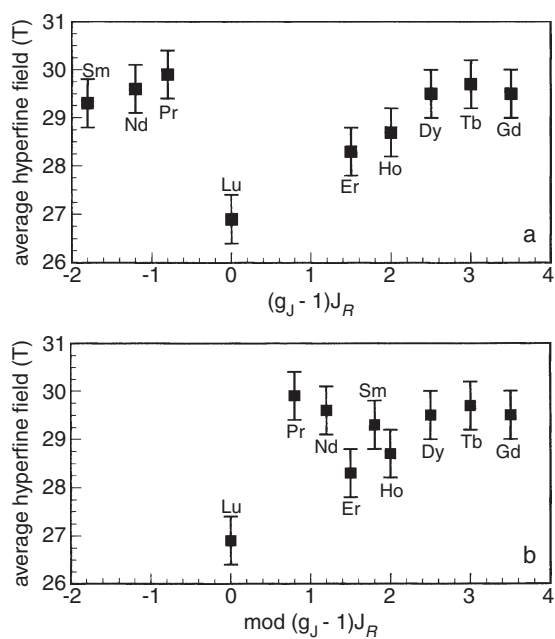 31
30
29
28
27
26
average hyperfine field (T)
Sm
Nd
Pr
Lu
Er
Ho
Dy
Tb
Gd
a
-2 -1 0 1 2 3 4
(g_J - 1)J_R
31
30
29
28
27
26
average hyperfine field (T)
Lu
Pr
Nd
Er
Sm
Ho
Dy
Tb
Gd
b
-2 -1 0 1 2 3 4
mod (g_J - 1)J_R